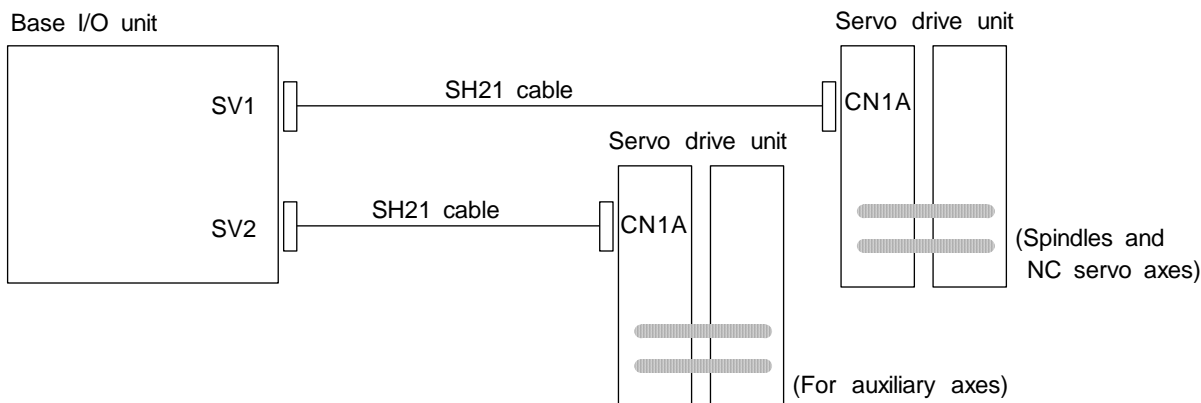 Base I/O unit
Servo drive unit
SV1
SH21 cable
CN1A
Servo drive unit
SV2
SH21 cable
CN1A
(Spindles and
NC servo axes)
(For auxiliary axes)